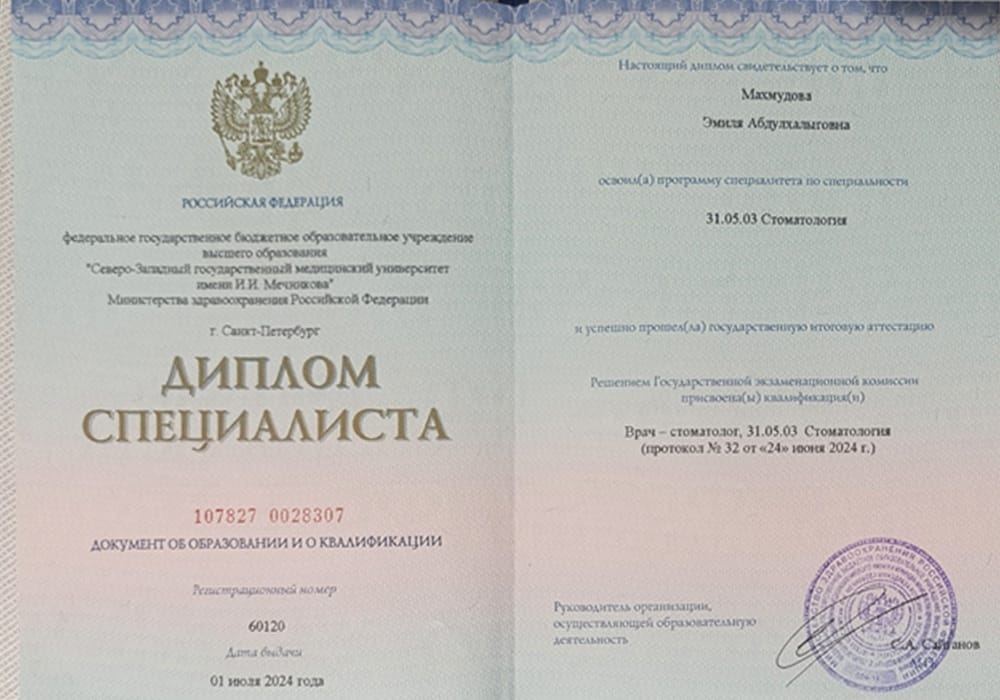 РОССИЙСКАЯ ФЕДЕРАЦИЯ
федеральное государственное бюджетное образовательное учреждение
высшего образования
"Северо-Западный государственный медицинский университет
имени И.И. Мечникова"
Министерства здравоохранения Российской Федерации
г. Санкт-Петербург
ДИПЛОМ
СПЕЦИАЛИСТА
107827 0028307
ДОКУМЕНТ ОБ ОБРАЗОВАНИИ И О КВАЛИФИКАЦИИ
Регистрационный номер
60120
Дата выдачи
01 июля 2024 года
Настоящий диплом свидетельствует о том, что
Махмудова
Эмиля Абдулхалыговна
освоил(а) программу специалитета по специальности
31.05.03 Стоматология
и успешно прошел(ла) государственную итоговую аттестацию
Решением Государственной экзаменационной комиссии
присвоена(ы) квалификация(и)
Врач – стоматолог, 31.05.03 Стоматология
(протокол № 32 от «24» июня 2024 г.)
Руководитель организации,
осуществляющей образовательную
деятельность
С.А. Сайганов
ЗДРАВООХРАНЕНИЯ РОССИЙСКОЙ